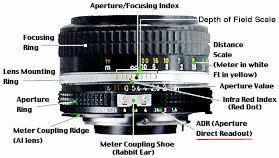 Aperture/Focusing Index
Depth of Field Scale
Focusing
Ring
Distance
Scale
(Meter in white
Ft in yellow)
Lens Mounting
Ring
Aperture Value
Infra Red Index
(Red Dot)
Aperture
Ring
ADR (Aperture
Direct Readout)
Meter Coupling Ridge
(AI lens)
Meter Coupling Shoe
(Rabbit Ear)